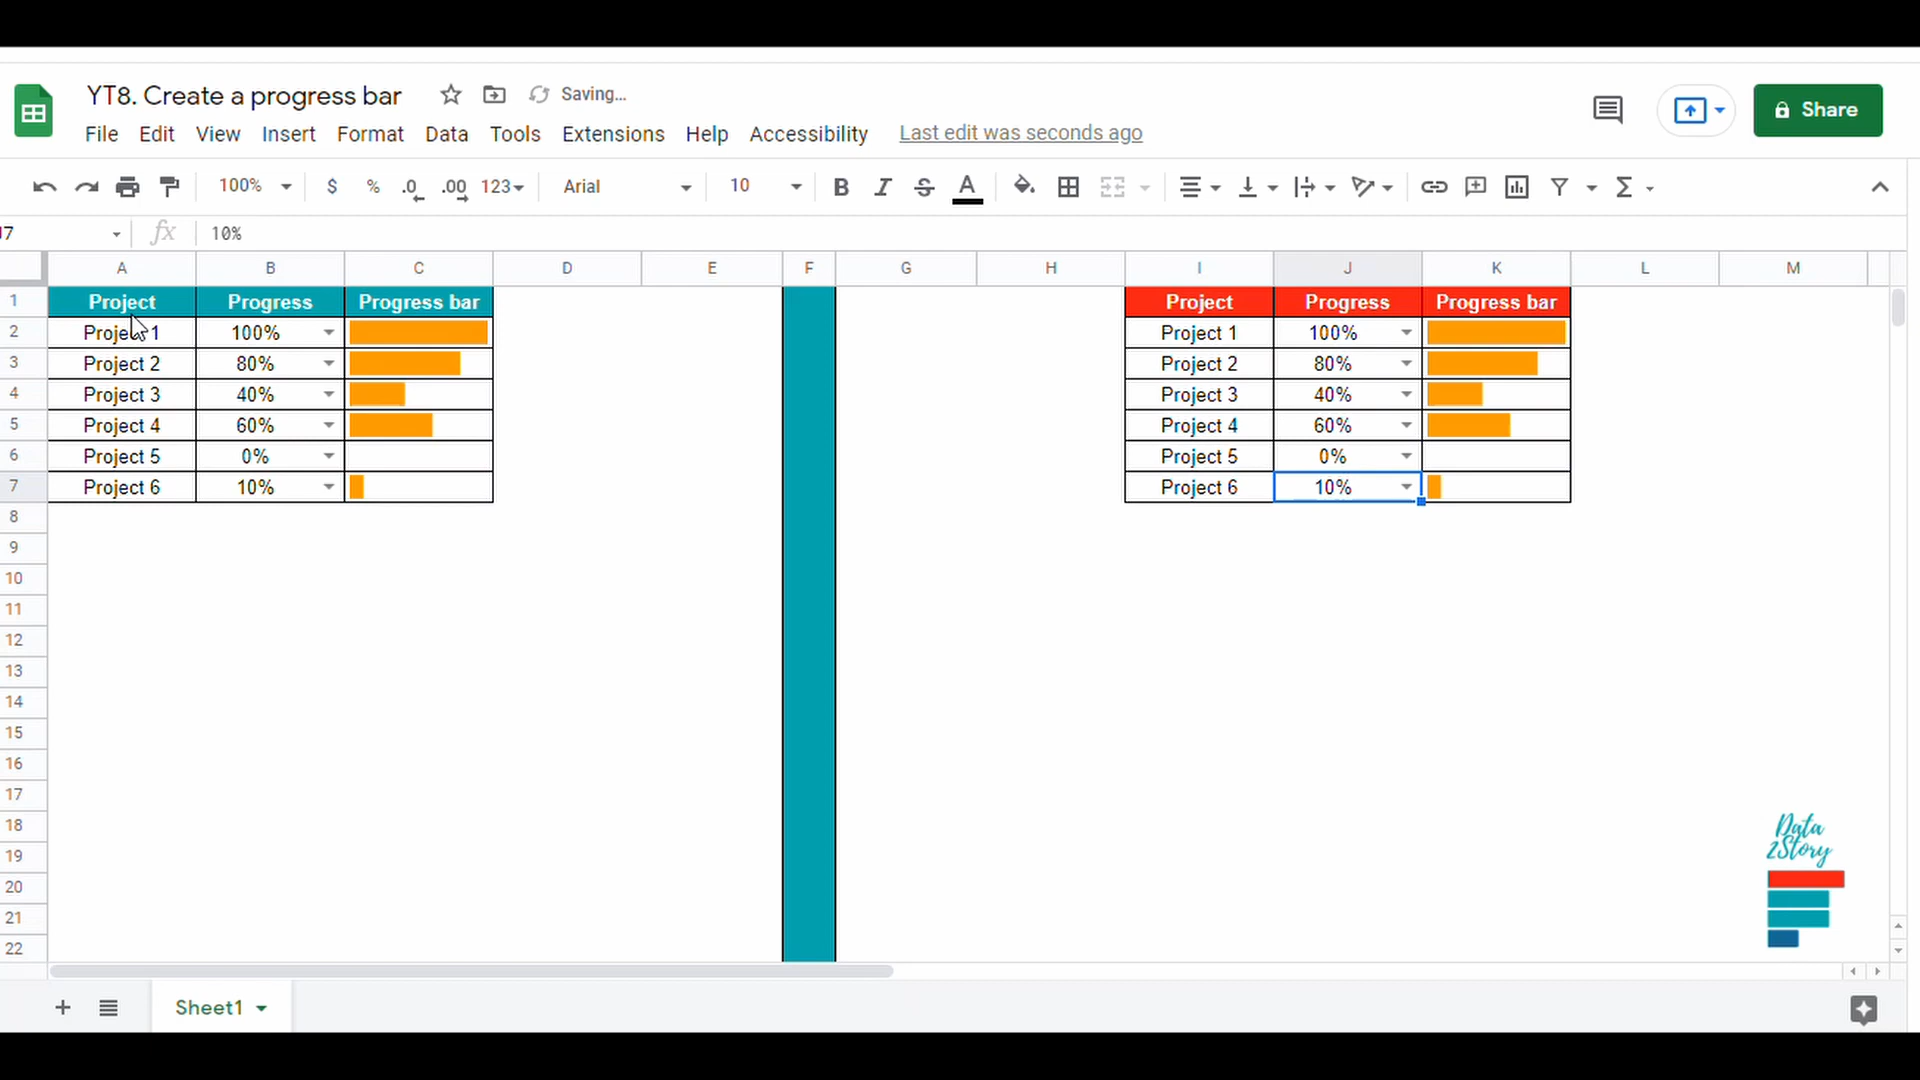 YT8. Create a progress bar Saving...
File Edit View Insert Format Data Tools Extensions Help Accessibility Last edit was seconds ago
Share
100% $ % .0 .00 123 Arial 10 B I S A Σ
J7 fx 10%
A B C D E F G H I J K L M
1 Project Progress Progress bar Project Progress Progress bar
2 Project 1 100% Project 1 100%
3 Project 2 80% Project 2 80%
4 Project 3 40% Project 3 40%
5 Project 4 60% Project 4 60%
6 Project 5 0% Project 5 0%
7 Project 6 10% Project 6 10%
8
9
10
11
12
13
14
15
16
17
18
19
20
21
22
Data
2Story
+ Sheet1